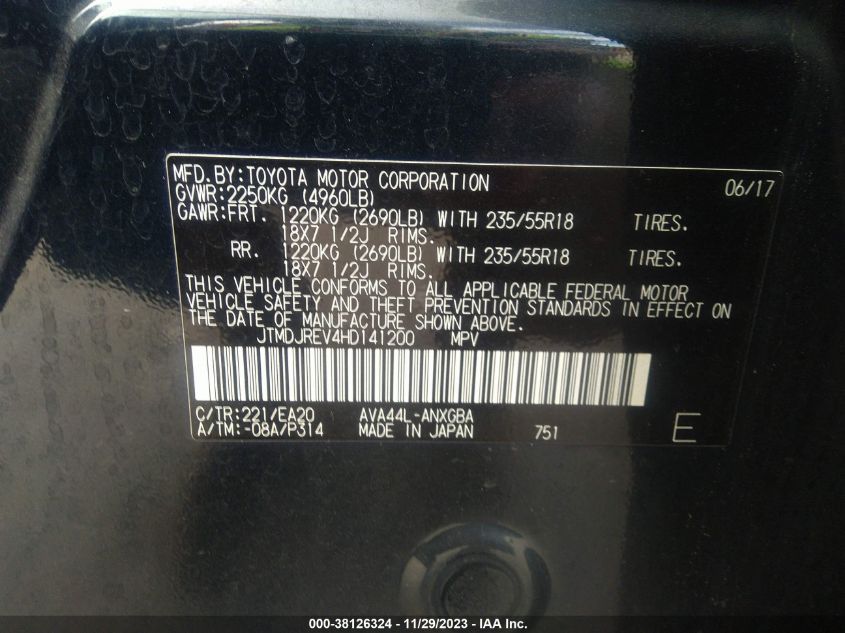 MFD.BY:TOYOTA MOTOR CORPORATION 06/17
GVWR:2250KG (4960LB)
GAWR:FRT. 1220KG (2690LB) WITH 235/55R18 TIRES.
18X7 1/2J RIMS.
RR. 1220KG (2690LB) WITH 235/55R18 TIRES.
18X7 1/2J RIMS.
THIS VEHICLE CONFORMS TO ALL APPLICABLE FEDERAL MOTOR
VEHICLE SAFETY AND THEFT PREVENTION STANDARDS IN EFFECT ON
THE DATE OF MANUFACTURE SHOWN ABOVE.
JTMDJREV4HD141200 MPV
C/TR:221/EA20 AVA44L-ANXGBA
A/TM:-08A/P314 MADE IN JAPAN 751 E
000-38126324 | 11/29/2023 - IAA Inc.